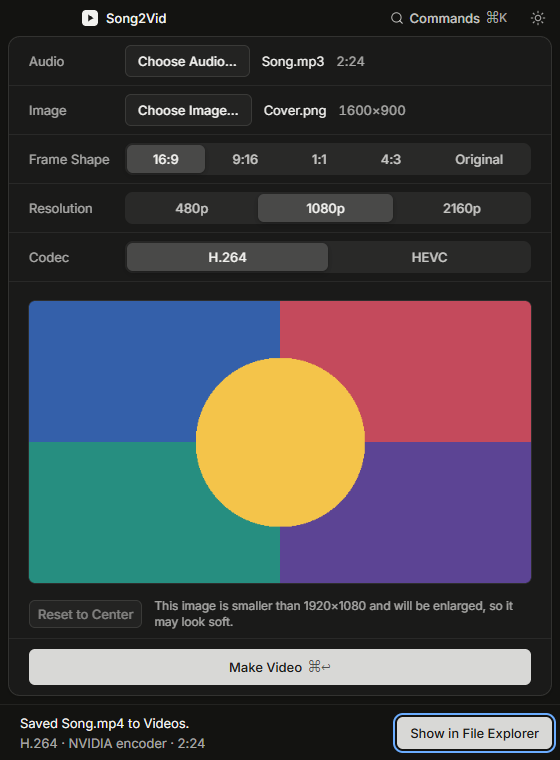 Song2Vid
Commands ⌘K
Audio
Choose Audio...
Song.mp3 2:24
Image
Choose Image...
Cover.png 1600×900
Frame Shape
16:9 9:16 1:1 4:3 Original
Resolution
480p 1080p 2160p
Codec
H.264 HEVC
Reset to Center
This image is smaller than 1920×1080 and will be enlarged, so it
may look soft.
Make Video ⌘↩
Saved Song.mp4 to Videos.
H.264 · NVIDIA encoder · 2:24
Show in File Explorer